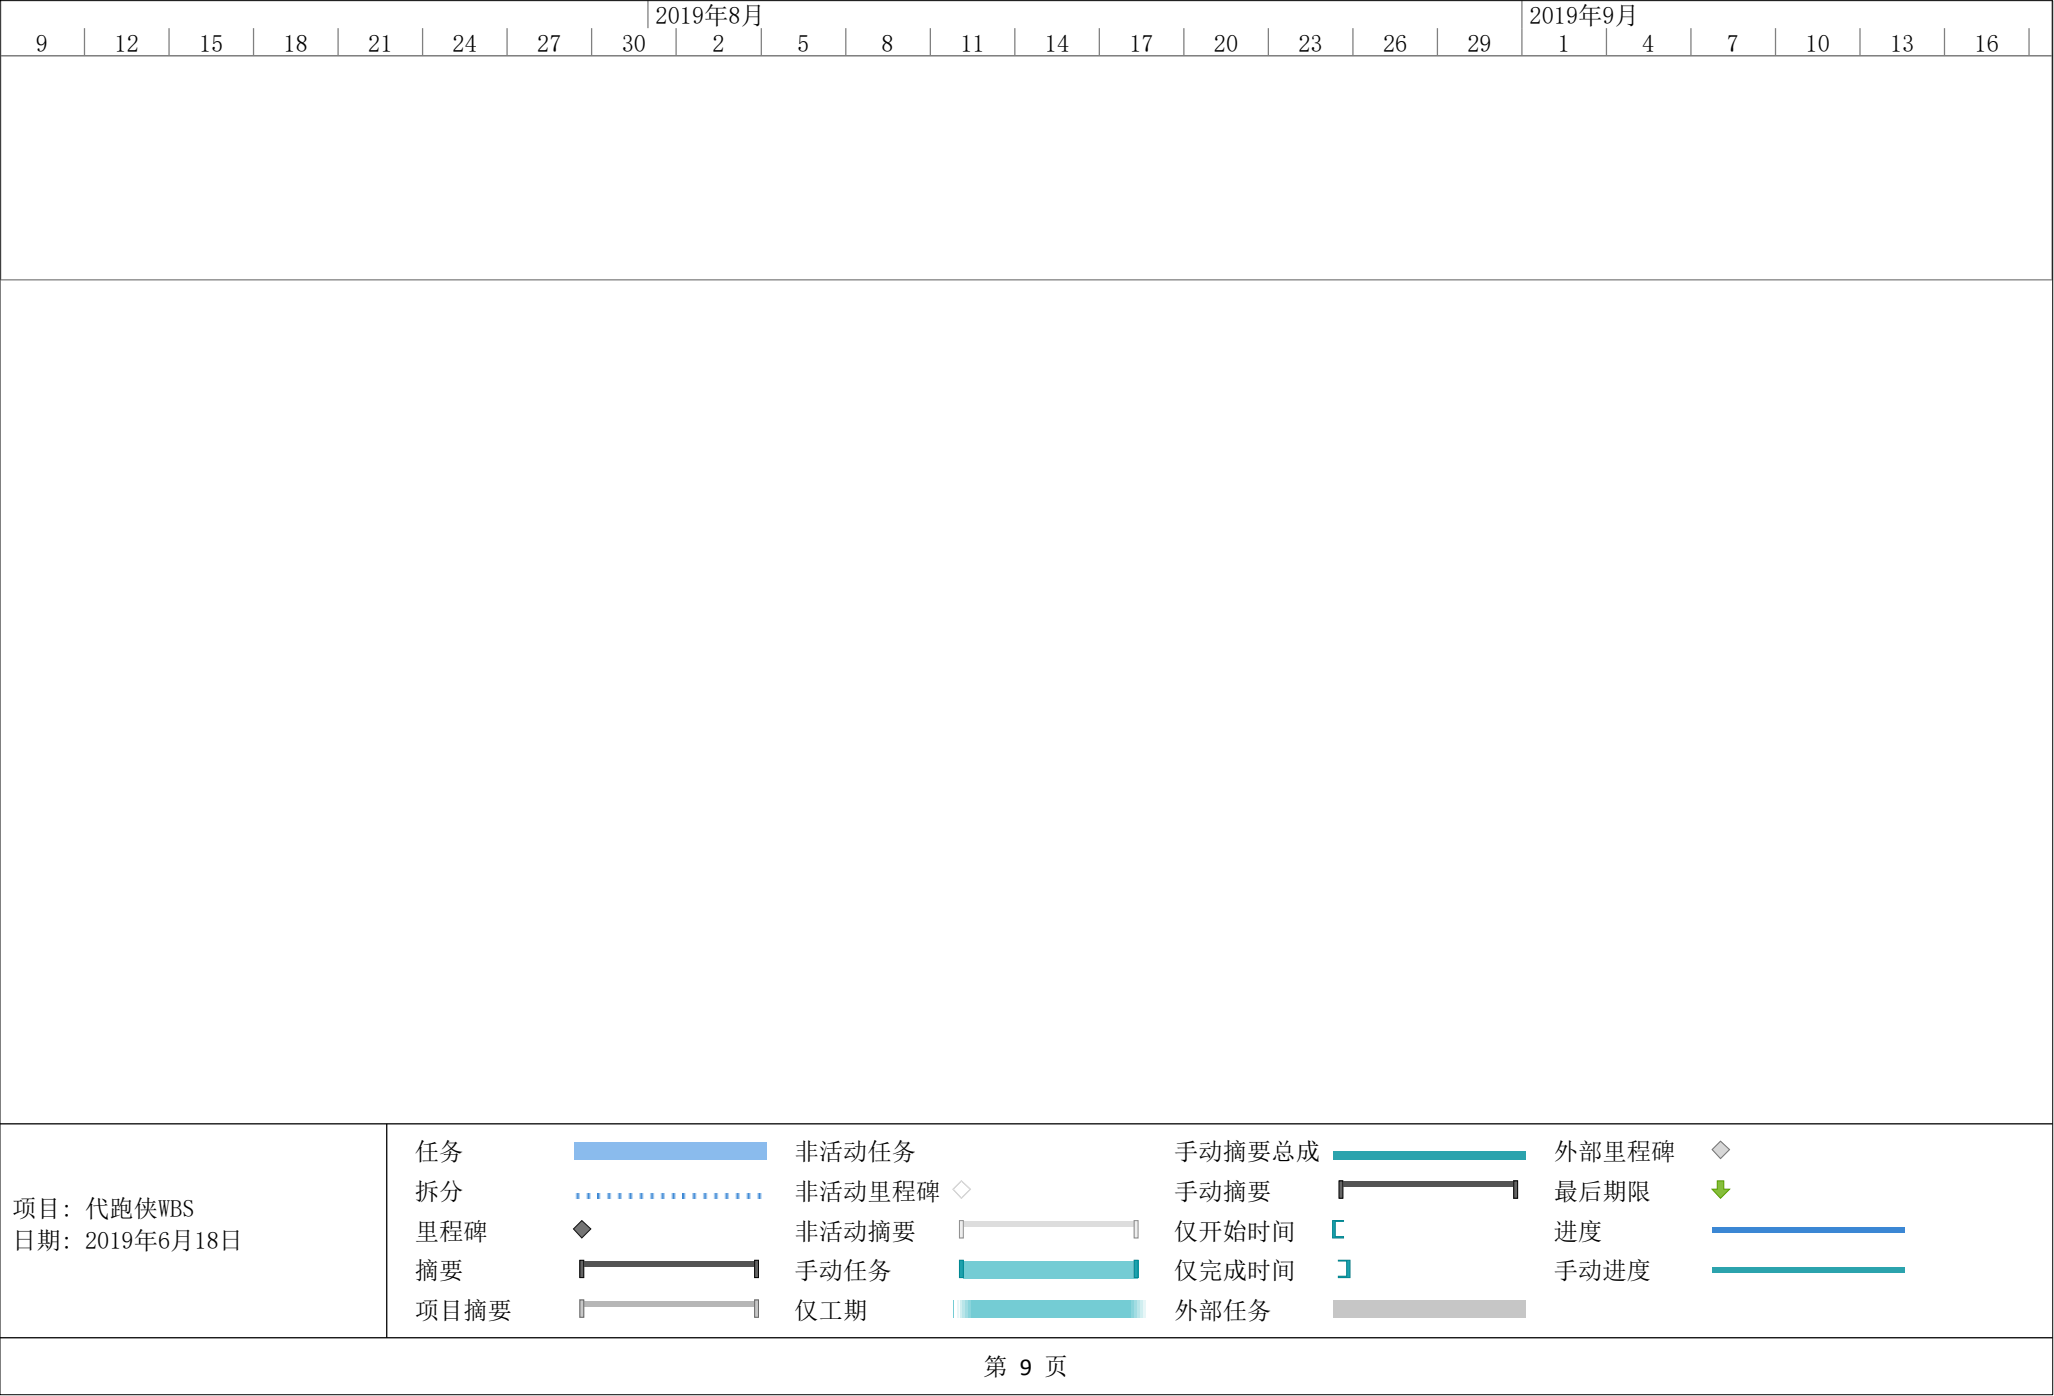 2019年8月 2019年9月
9 12 15 18 21 24 27 30 2 5 8 11 14 17 20 23 26 29 1 4 7 10 13 16
项目: 代跑侠WBS
日期: 2019年6月18日
任务 非活动任务 手动摘要总成 外部里程碑
拆分 非活动里程碑 手动摘要 最后期限
里程碑 非活动摘要 仅开始时间 进度
摘要 手动任务 仅完成时间 手动进度
项目摘要 仅工期 外部任务
第 9 页